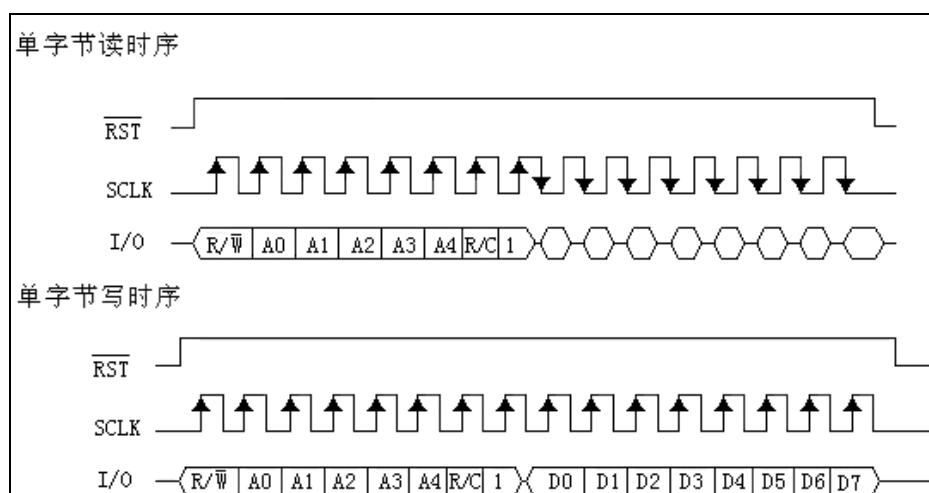 单字节读时序
RST
SCLK
I/O R/W A0 A1 A2 A3 A4 R/C 1
单字节写时序
RST
SCLK
I/O R/W A0 A1 A2 A3 A4 R/C 1 D0 D1 D2 D3 D4 D5 D6 D7